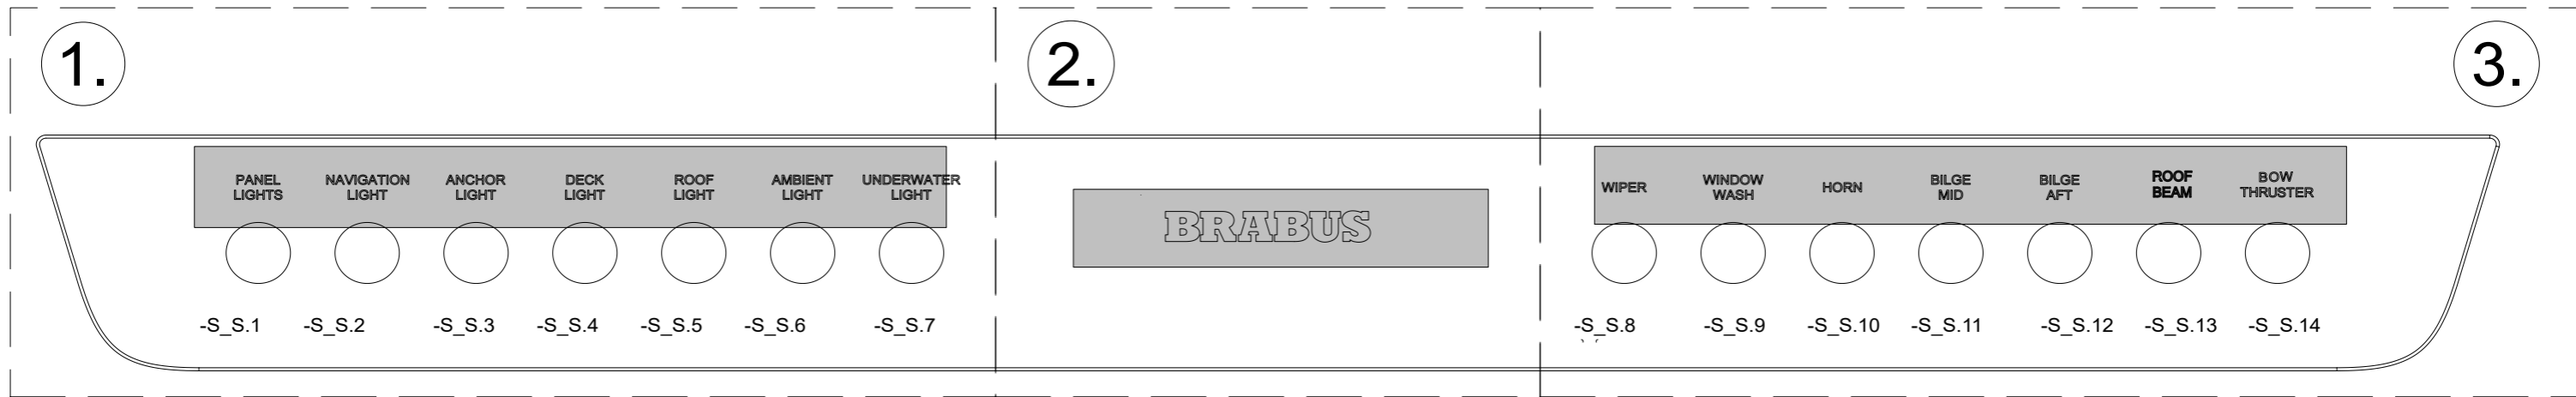 1.
2.
3.
PANEL
LIGHTS
NAVIGATION
LIGHT
ANCHOR
LIGHT
DECK
LIGHT
ROOF
LIGHT
AMBIENT
LIGHT
UNDERWATER
LIGHT
BRABUS
WIPER
WINDOW
WASH
HORN
BILGE
MID
BILGE
AFT
ROOF
BEAM
BOW
THRUSTER
-S_S.1
-S_S.2
-S_S.3
-S_S.4
-S_S.5
-S_S.6
-S_S.7
-S_S.8
-S_S.9
-S_S.10
-S_S.11
-S_S.12
-S_S.13
-S_S.14